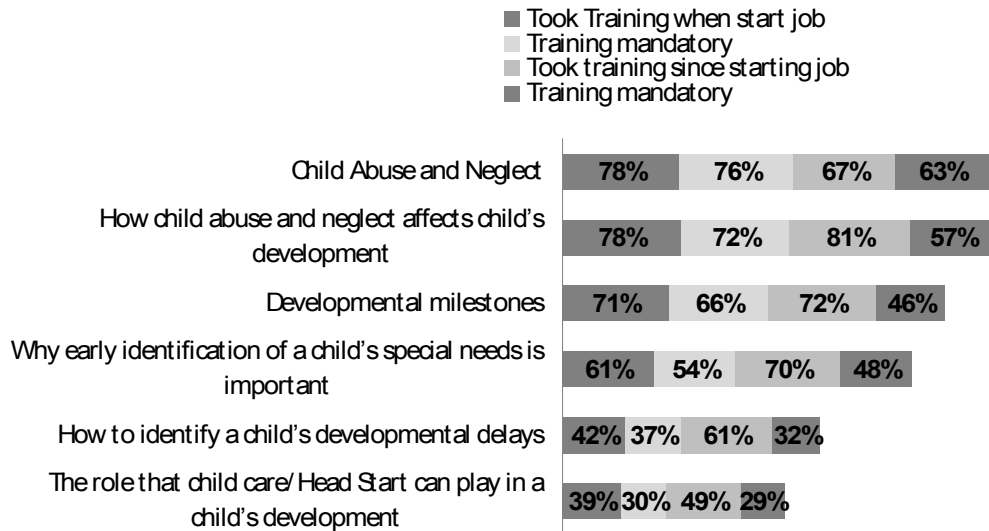 Took Training when start job
Training mandatory
Took training since starting job
Training mandatory
Child Abuse and Neglect
78% 76% 67% 63%
How child abuse and neglect affects child’s
development
78% 72% 81% 57%
Developmental milestones
71% 66% 72% 46%
Why early identification of a child’s special needs is
important
61% 54% 70% 48%
How to identify a child’s developmental delays
42% 37% 61% 32%
The role that child care/ Head Start can play in a
child’s development
39% 30% 49% 29%